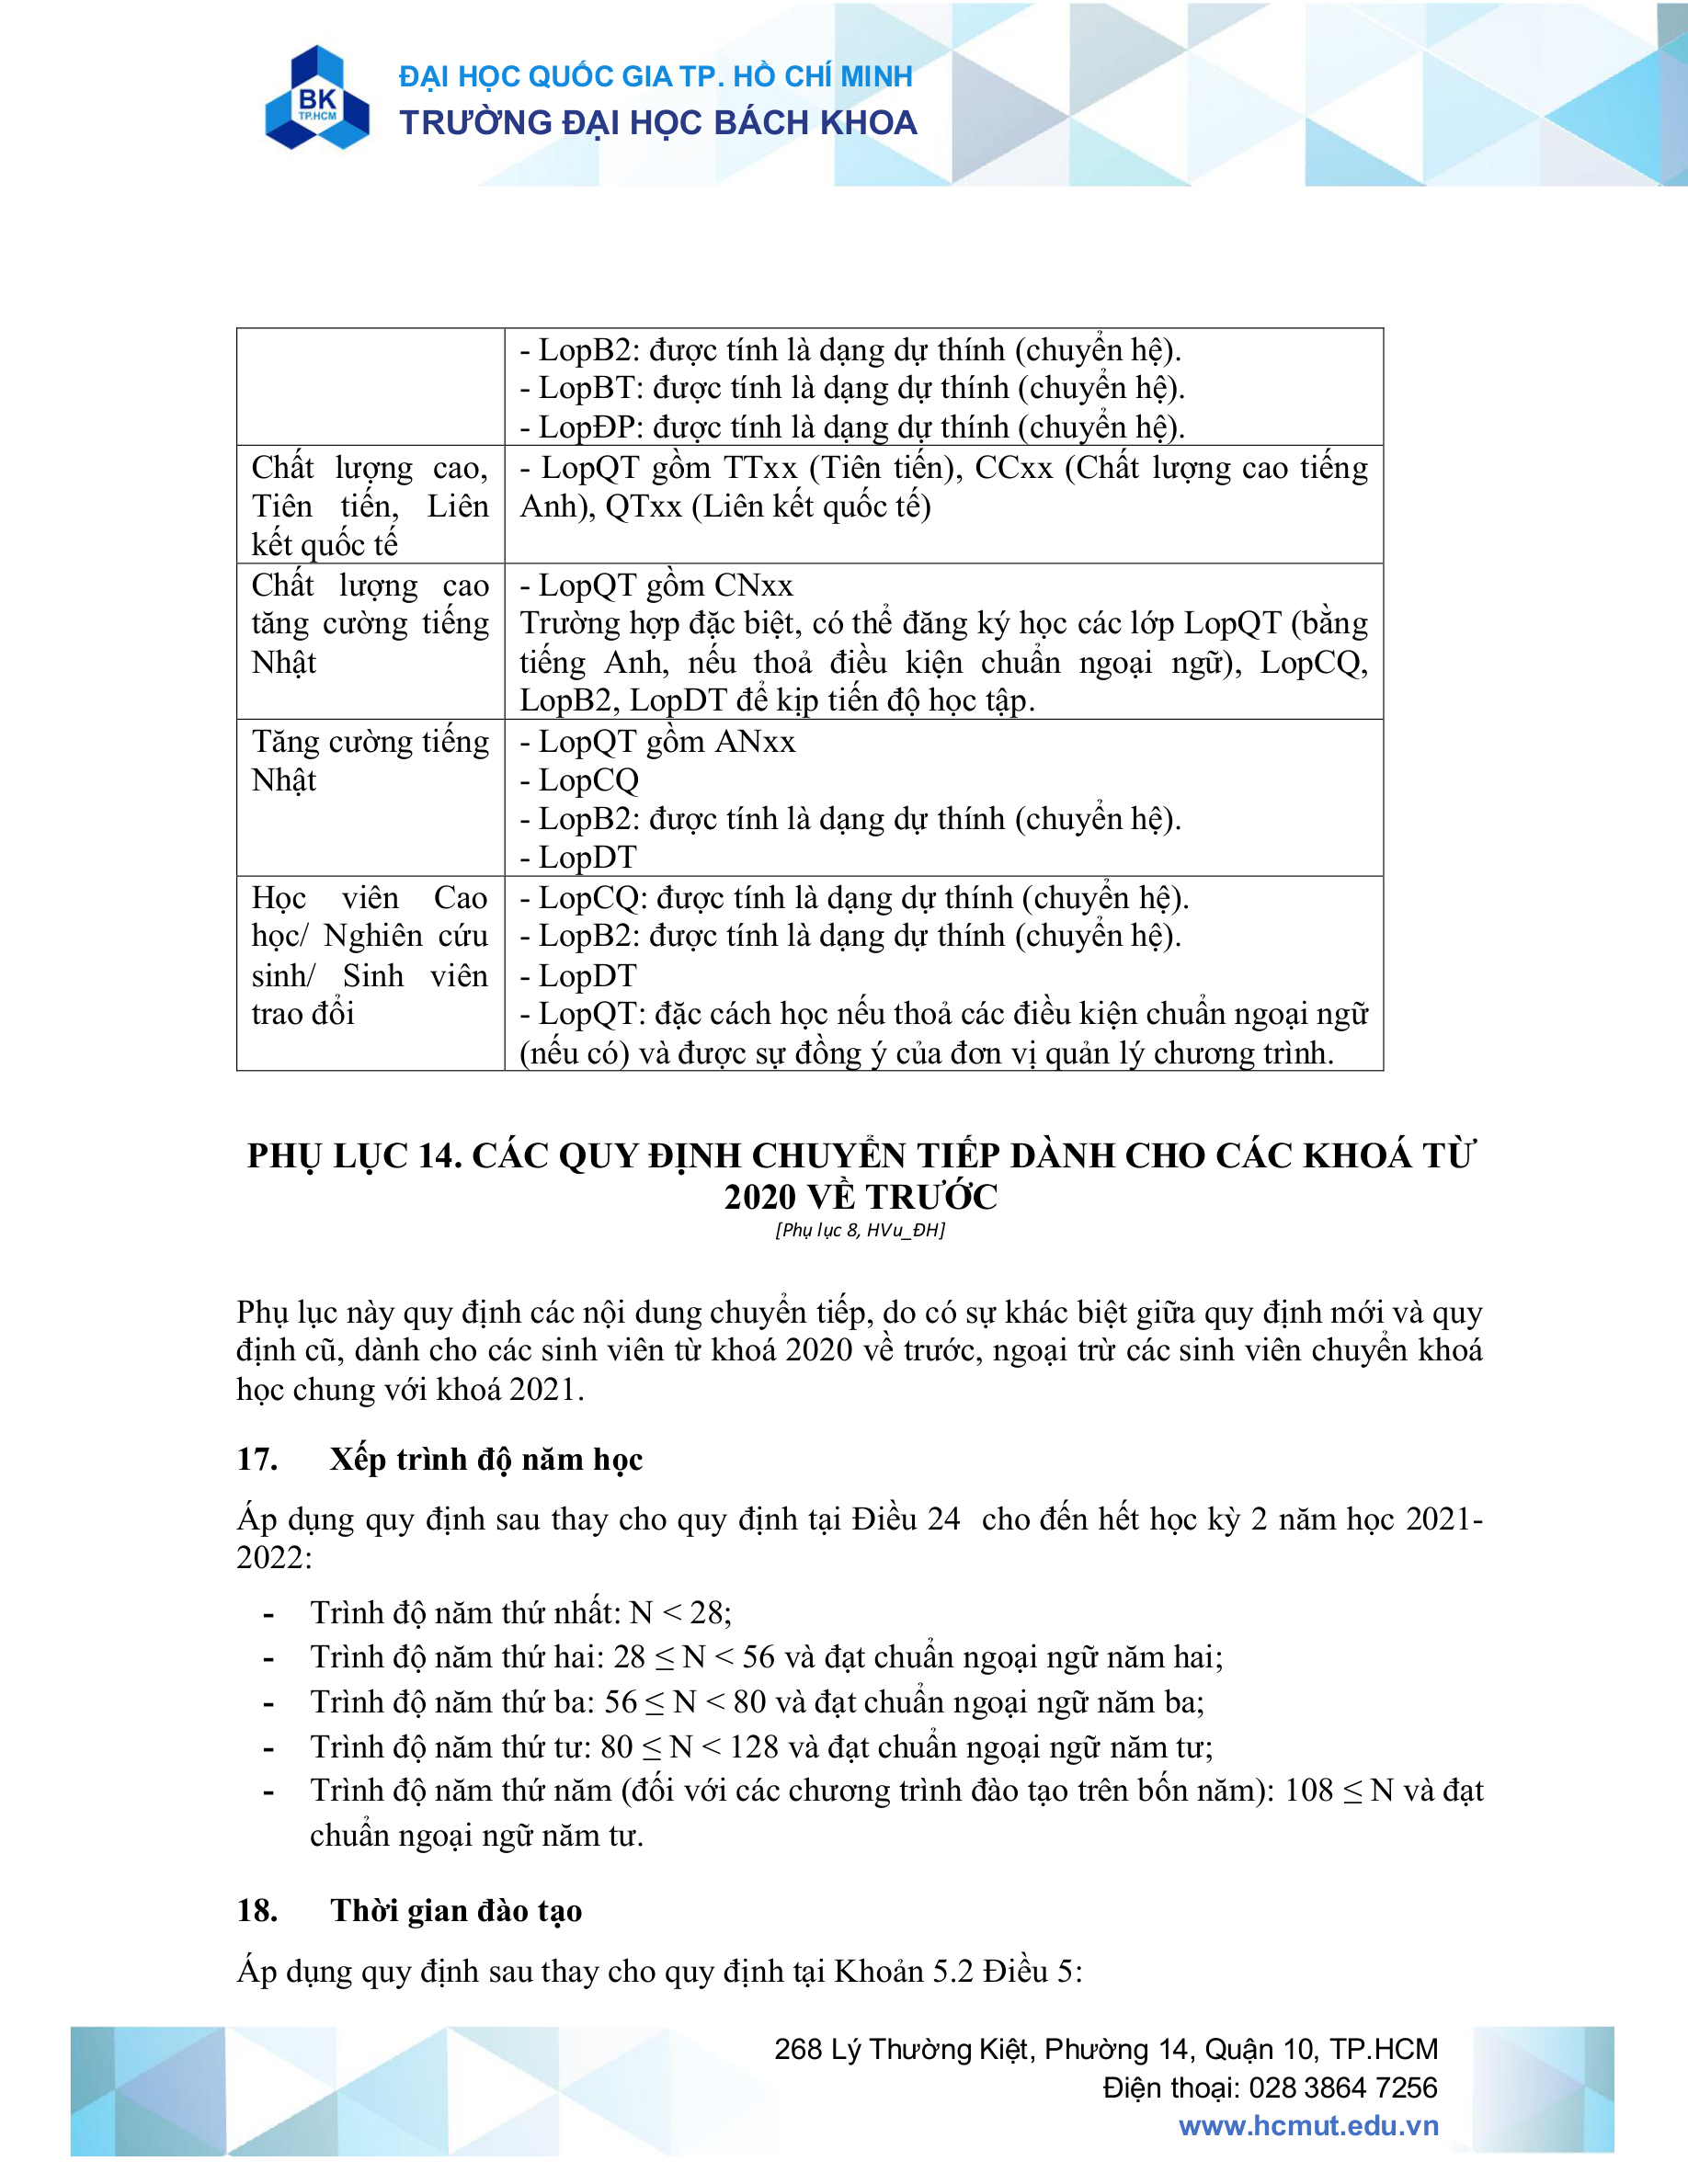 BK
TP.HCM
ĐẠI HỌC QUỐC GIA TP. HỒ CHÍ MINH
TRƯỜNG ĐẠI HỌC BÁCH KHOA
- LopB2: được tính là dạng dự thính (chuyển hệ).
- LopBT: được tính là dạng dự thính (chuyển hệ).
- LopĐP: được tính là dạng dự thính (chuyển hệ).
Chất lượng cao,
Tiên tiến, Liên
kết quốc tế
- LopQT gồm TTxx (Tiên tiến), CCxx (Chất lượng cao tiếng
Anh), QTxx (Liên kết quốc tế)
Chất lượng cao
tăng cường tiếng
Nhật
- LopQT gồm CNxx
Trường hợp đặc biệt, có thể đăng ký học các lớp LopQT (bằng
tiếng Anh, nếu thoả điều kiện chuẩn ngoại ngữ), LopCQ,
LopB2, LopDT để kịp tiến độ học tập.
Tăng cường tiếng
Nhật
- LopQT gồm ANxx
- LopCQ
- LopB2: được tính là dạng dự thính (chuyển hệ).
- LopDT
Học viên Cao
học/ Nghiên cứu
sinh/ Sinh viên
trao đổi
- LopCQ: được tính là dạng dự thính (chuyển hệ).
- LopB2: được tính là dạng dự thính (chuyển hệ).
- LopDT
- LopQT: đặc cách học nếu thoả các điều kiện chuẩn ngoại ngữ
(nếu có) và được sự đồng ý của đơn vị quản lý chương trình.
PHỤ LỤC 14. CÁC QUY ĐỊNH CHUYỂN TIẾP DÀNH CHO CÁC KHOÁ TỪ
2020 VỀ TRƯỚC
[Phụ lục 8, HVu_ĐH]
Phụ lục này quy định các nội dung chuyển tiếp, do có sự khác biệt giữa quy định mới và quy
định cũ, dành cho các sinh viên từ khoá 2020 về trước, ngoại trừ các sinh viên chuyển khoá
học chung với khoá 2021.
17. Xếp trình độ năm học
Áp dụng quy định sau thay cho quy định tại Điều 24 cho đến hết học kỳ 2 năm học 2021-
2022:
- Trình độ năm thứ nhất: N < 28;
- Trình độ năm thứ hai: 28 ≤ N < 56 và đạt chuẩn ngoại ngữ năm hai;
- Trình độ năm thứ ba: 56 ≤ N < 80 và đạt chuẩn ngoại ngữ năm ba;
- Trình độ năm thứ tư: 80 ≤ N < 128 và đạt chuẩn ngoại ngữ năm tư;
- Trình độ năm thứ năm (đối với các chương trình đào tạo trên bốn năm): 108 ≤ N và đạt
chuẩn ngoại ngữ năm tư.
18. Thời gian đào tạo
Áp dụng quy định sau thay cho quy định tại Khoản 5.2 Điều 5:
268 Lý Thường Kiệt, Phường 14, Quận 10, TP.HCM
Điện thoại: 028 3864 7256
www.hcmut.edu.vn